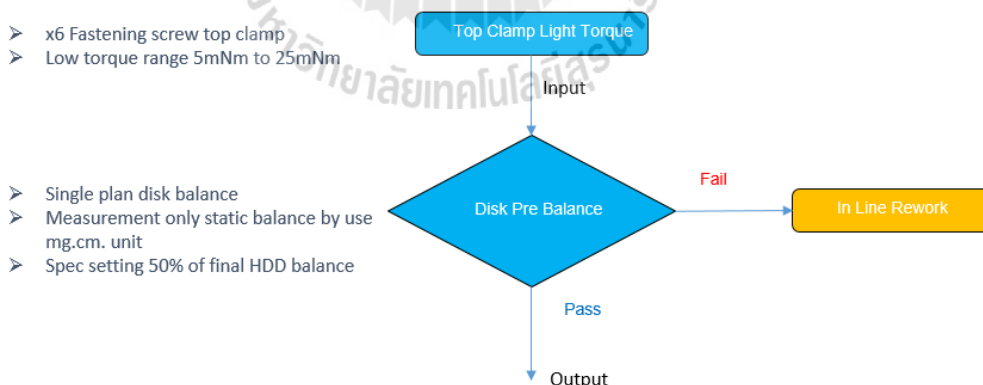 ➢ x6 Fastening screw top clamp
➢ Low torque range 5mNm to 25mNm
Top Clamp Light Torque
Input
➢ Single plan disk balance
➢ Measurement only static balance by use
mg.cm. unit
➢ Spec setting 50% of final HDD balance
Disk Pre Balance
Fail
In Line Rework
Pass
Output